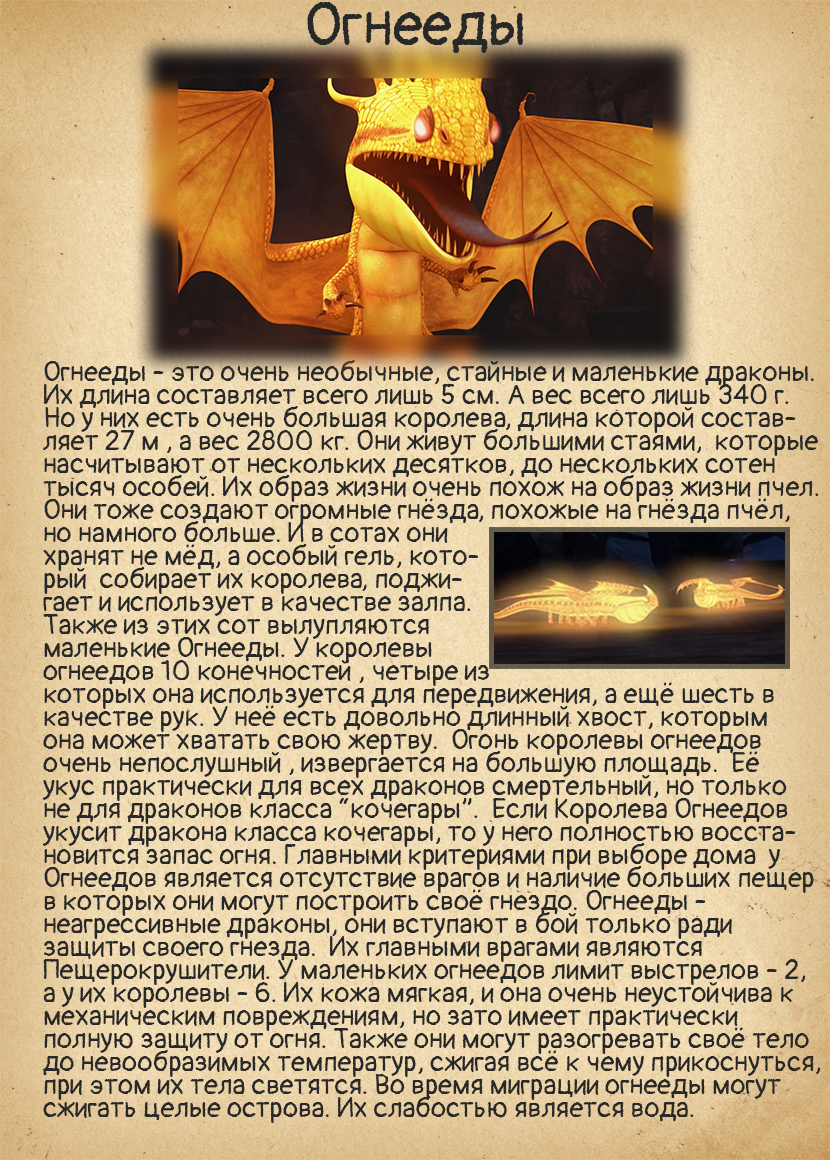 Огнееды
Огнееды - это очень необычные, стайные и маленькие драконы.
Их длина составляет всего лишь 5 см. А вес всего лишь 340 г.
Но у них есть очень большая королева, длина которой состав-
ляет 27 м , а вес 2800 кг. Они живут большими стаями, которые
насчитывают от нескольких десятков, до нескольких сотен
тысяч особей. Их образ жизни очень похож на образ жизни пчел.
Они тоже создают огромные гнёзда, похожие на гнёзда пчёл,
но намного больше. И в сотах они
хранят не мёд, а особый гель, кото-
рый собирает их королева, поджи-
гает и использует в качестве залпа.
Также из этих сот вылупляются
маленькие Огнееды. У королевы
огнеедов 10 конечностей , четыре из
которых она используется для передвижения, а ещё шесть в
качестве рук. У неё есть довольно длинный хвост, которым
она может хватать свою жертву. Огонь королевы огнеедов
очень непослушный , извергается на большую площадь. Её
укус практически для всех драконов смертельный, но только
не для драконов класса “кочегары”. Если Королева Огнеедов
укусит дракона класса кочегары, то у него полностью восста-
новится запас огня. Главными критериями при выборе дома у
Огнеедов является отсутствие врагов и наличие больших пещер
в которых они могут построить своё гнездо. Огнееды -
неагрессивные драконы, они вступают в бой только ради
защиты своего гнезда. Их главными врагами являются
Пещерокрушители. У маленьких огнеедов лимит выстрелов - 2,
а у их королевы - 6. Их кожа мягкая, и она очень неустойчива к
механическим повреждениям, но зато имеет практически
полную защиту от огня. Также они могут разогревать своё тело
до невообразимых температур, сжигая всё к чему прикоснуться,
при этом их тела светятся. Во время миграции огнееды могут
сжигать целые острова. Их слабостью является вода.